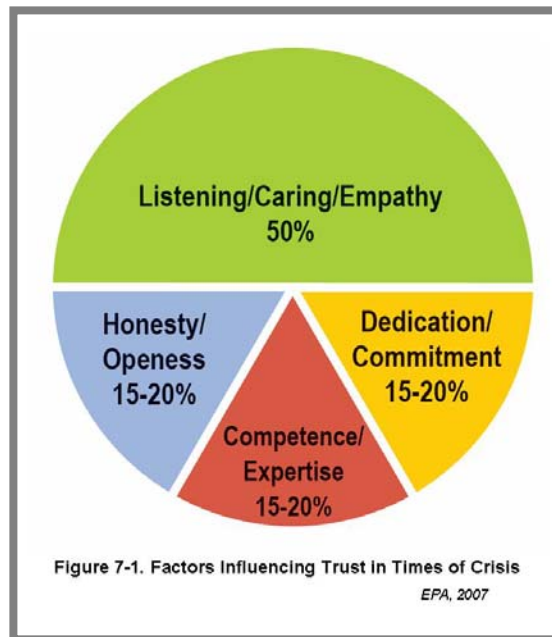 Listening/Caring/Empathy
50%
Honesty/
Openess
15-20%
Dedication/
Commitment
15-20%
Competence/
Expertise
15-20%
Figure 7-1. Factors Influencing Trust in Times of Crisis
EPA, 2007